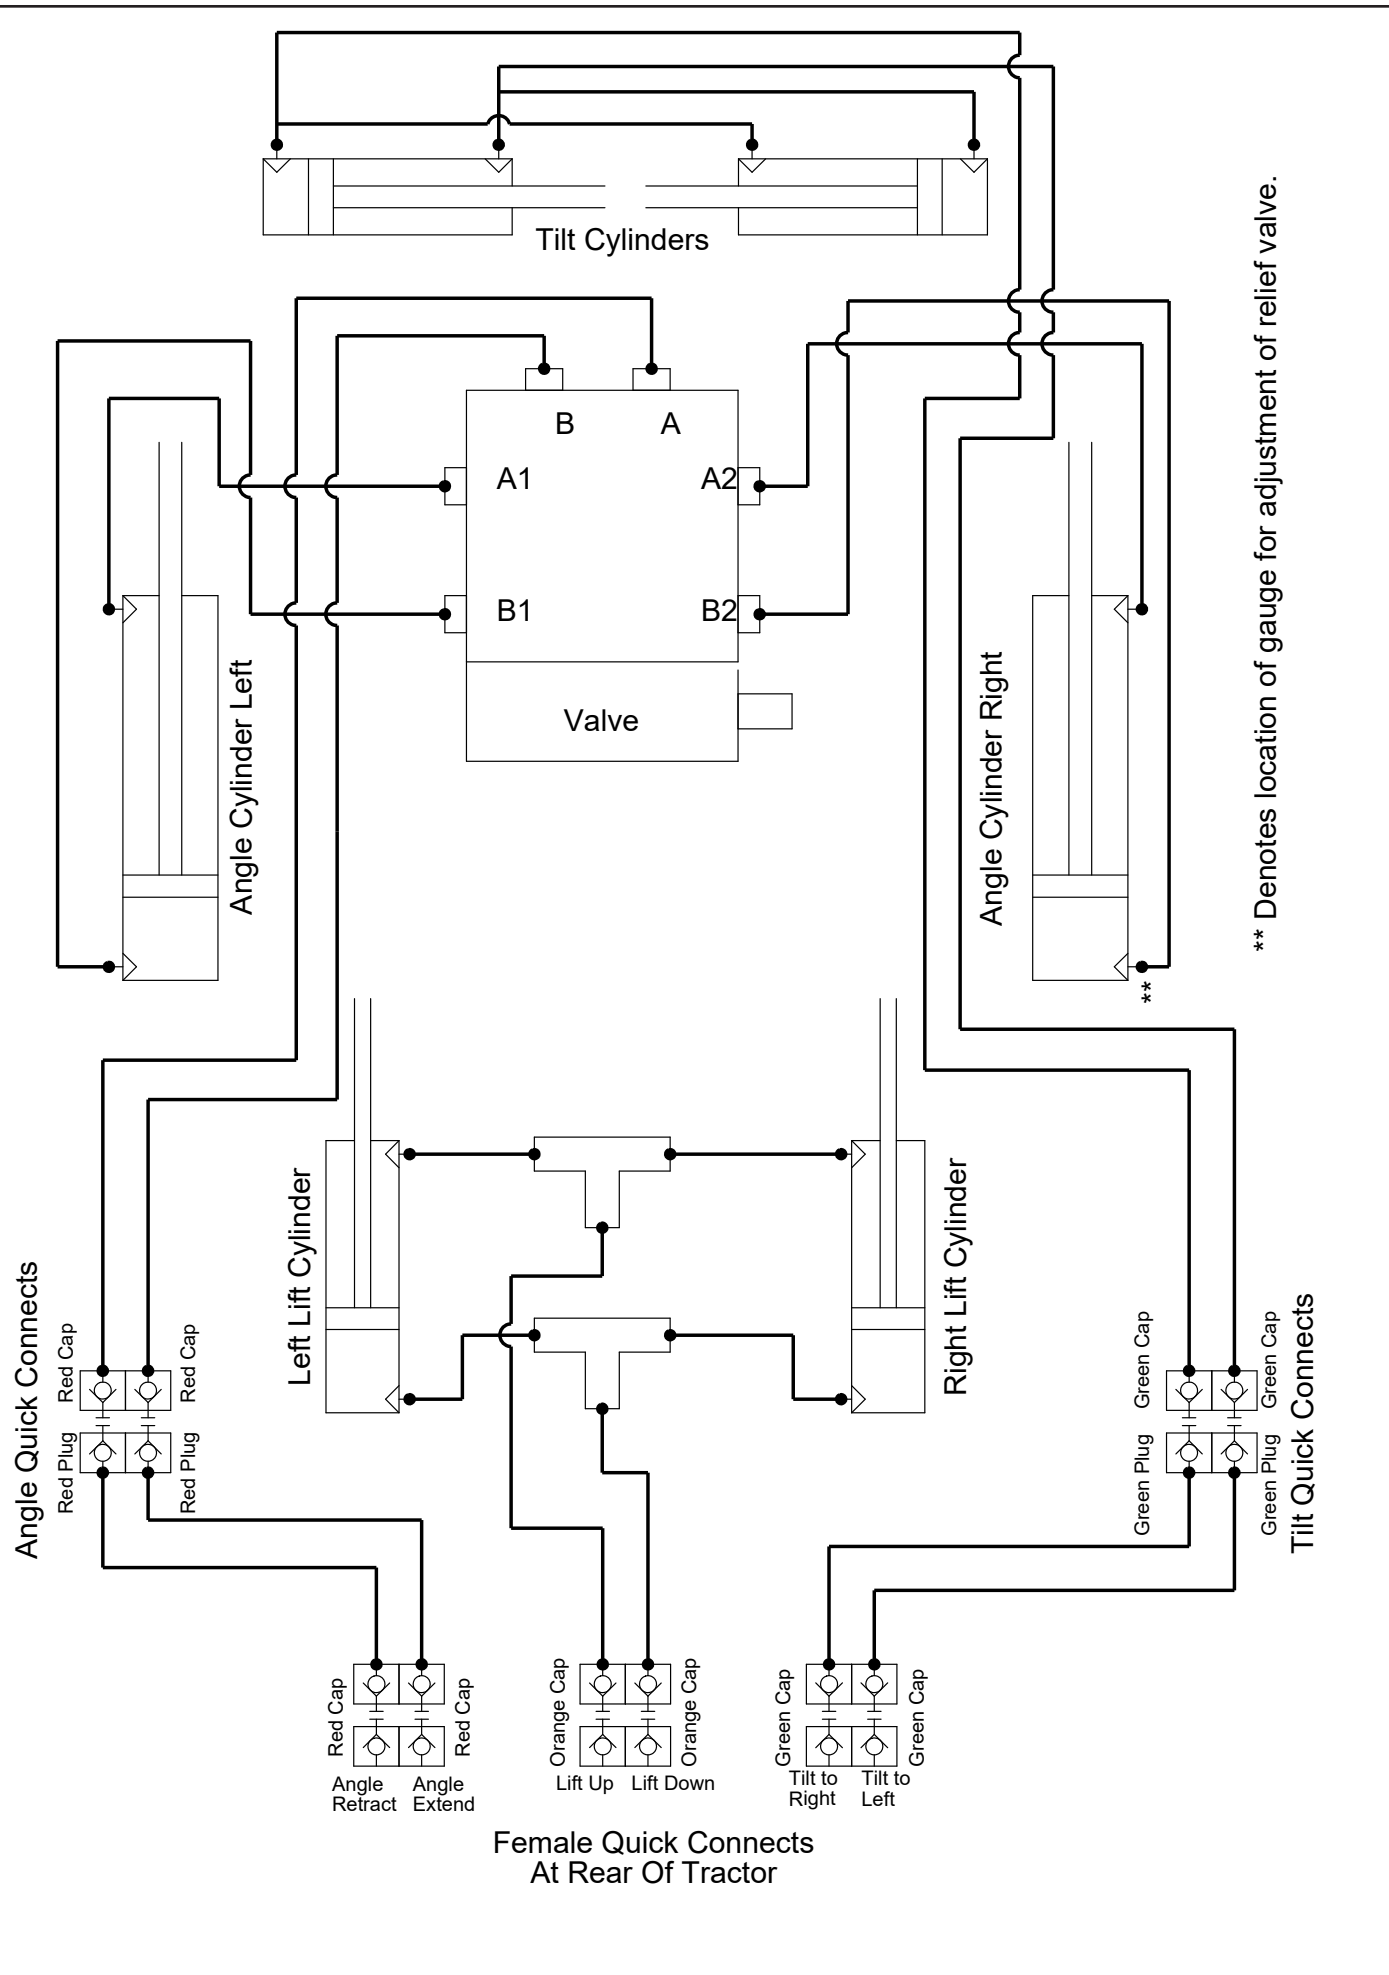 Tilt Cylinders
** Denotes location of gauge for adjustment of relief valve.
B
A
A1
A2
B1
B2
Valve
Angle Cylinder Left
Angle Cylinder Right
**
Left Lift Cylinder
Right Lift Cylinder
Angle Quick Connects
Red Cap
Red Cap
Red Plug
Red Plug
Green Cap
Green Cap
Green Plug
Green Plug
Tilt Quick Connects
Red Cap
Red Cap
Orange Cap
Orange Cap
Green Cap
Green Cap
Angle
Retract
Angle
Extend
Lift Up
Lift Down
Tilt to
Right
Tilt to
Left
Female Quick Connects
At Rear Of Tractor